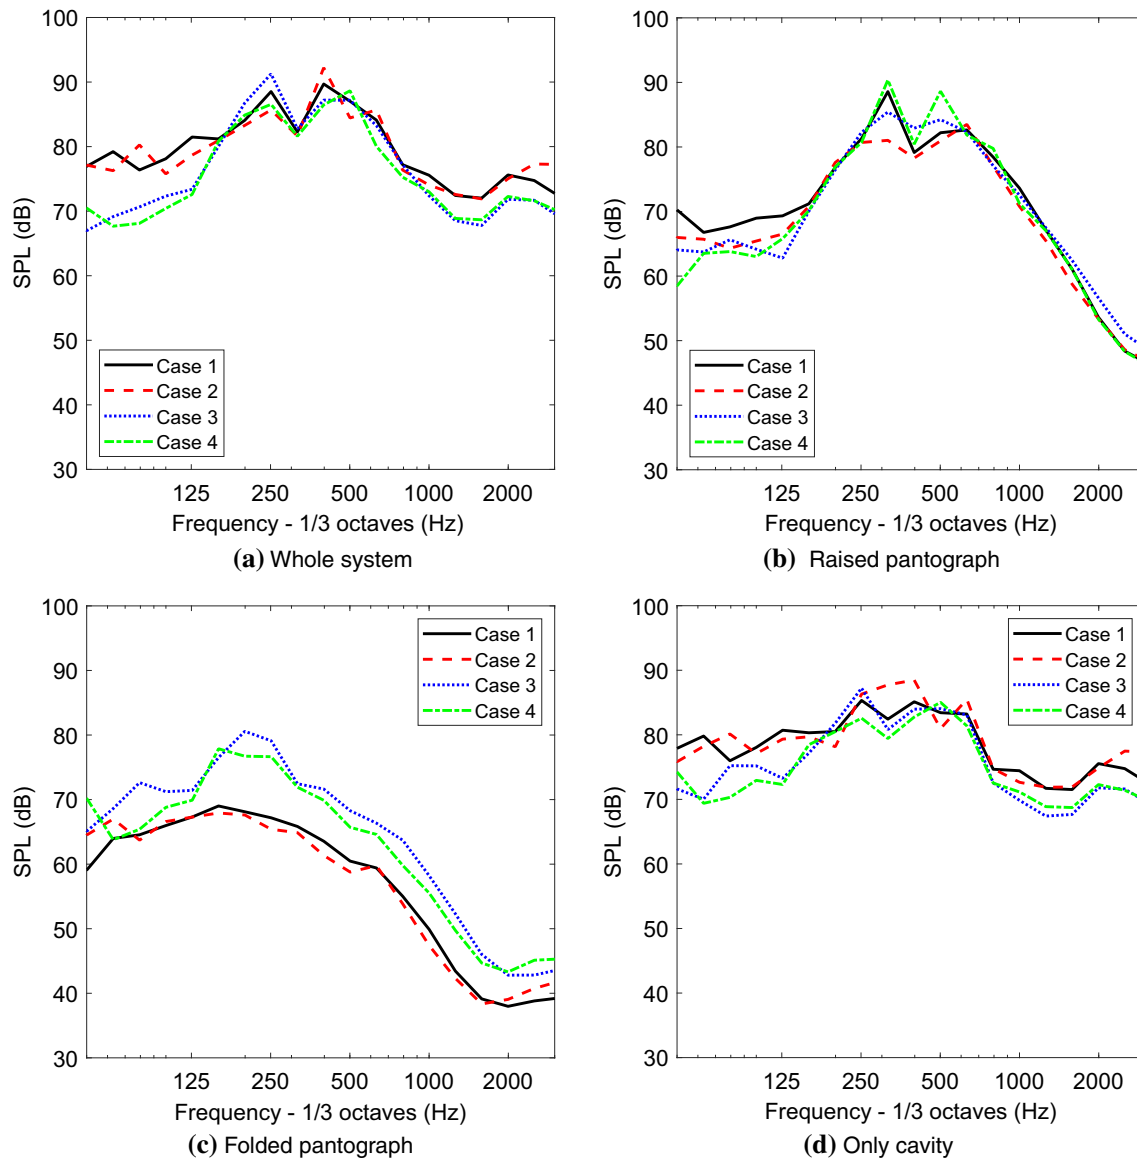 100
90
80
70
60
50
40
30
SPL (dB)
Case 1
Case 2
Case 3
Case 4
125 250 500 1000 2000
Frequency - 1/3 octaves (Hz)
(a) Whole system
100
90
80
70
60
50
40
30
SPL (dB)
Case 1
Case 2
Case 3
Case 4
125 250 500 1000 2000
Frequency - 1/3 octaves (Hz)
(b) Raised pantograph
100
90
80
70
60
50
40
30
SPL (dB)
Case 1
Case 2
Case 3
Case 4
125 250 500 1000 2000
Frequency - 1/3 octaves (Hz)
(c) Folded pantograph
100
90
80
70
60
50
40
30
SPL (dB)
Case 1
Case 2
Case 3
Case 4
125 250 500 1000 2000
Frequency - 1/3 octaves (Hz)
(d) Only cavity